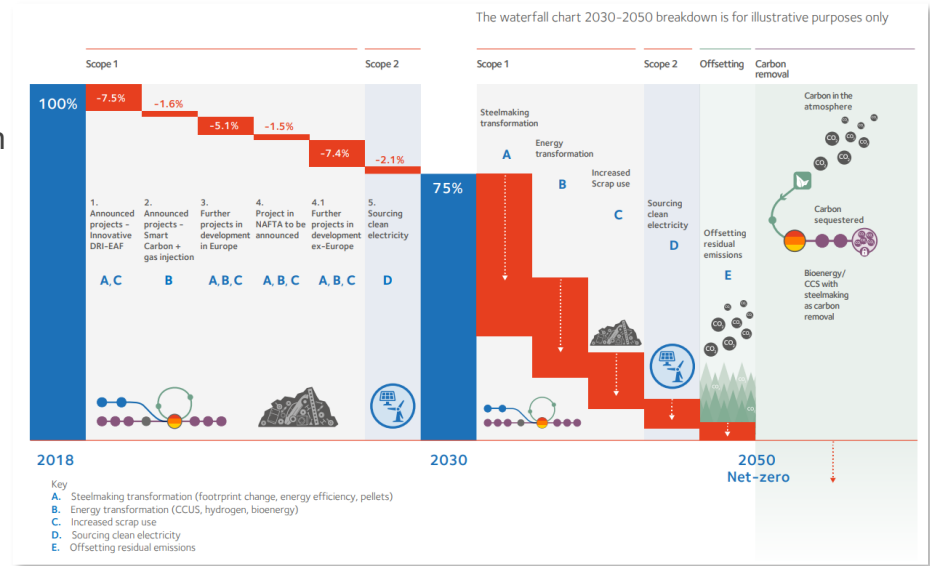 The waterfall chart 2030-2050 breakdown is for illustrative purposes only
Scope 1
Scope 2
Scope 1
Scope 2
Offsetting
Carbon
removal
100%
-7.5%
-1.6%
-5.1%
-1.5%
-7.4%
-2.1%
75%
1.
Announced
projects –
Innovative
DRI-EAF
A, C
2.
Announced
projects –
Smart
Carbon +
gas injection
B
3.
Further
projects in
development
in Europe
A, B, C
4.
Project in
NAFTA to be
announced
A, B, C
4.1
Further
projects in
development
ex-Europe
A, B, C
5.
Sourcing
clean
electricity
D
Steelmaking
transformation
A
Energy
transformation
B
Increased
Scrap use
C
Sourcing
clean
electricity
D
Offsetting
residual
emissions
E
Carbon in the
atmosphere
Carbon
sequestered
Bioenergy/
CCS with
steelmaking
as carbon
removal
2018
2030
2050
Net-zero
Key
A. Steelmaking transformation (footrprint change, energy efficiency, pellets)
B. Energy transformation (CCUS, hydrogen, bioenergy)
C. Increased scrap use
D. Sourcing clean electricity
E. Offsetting residual emissions